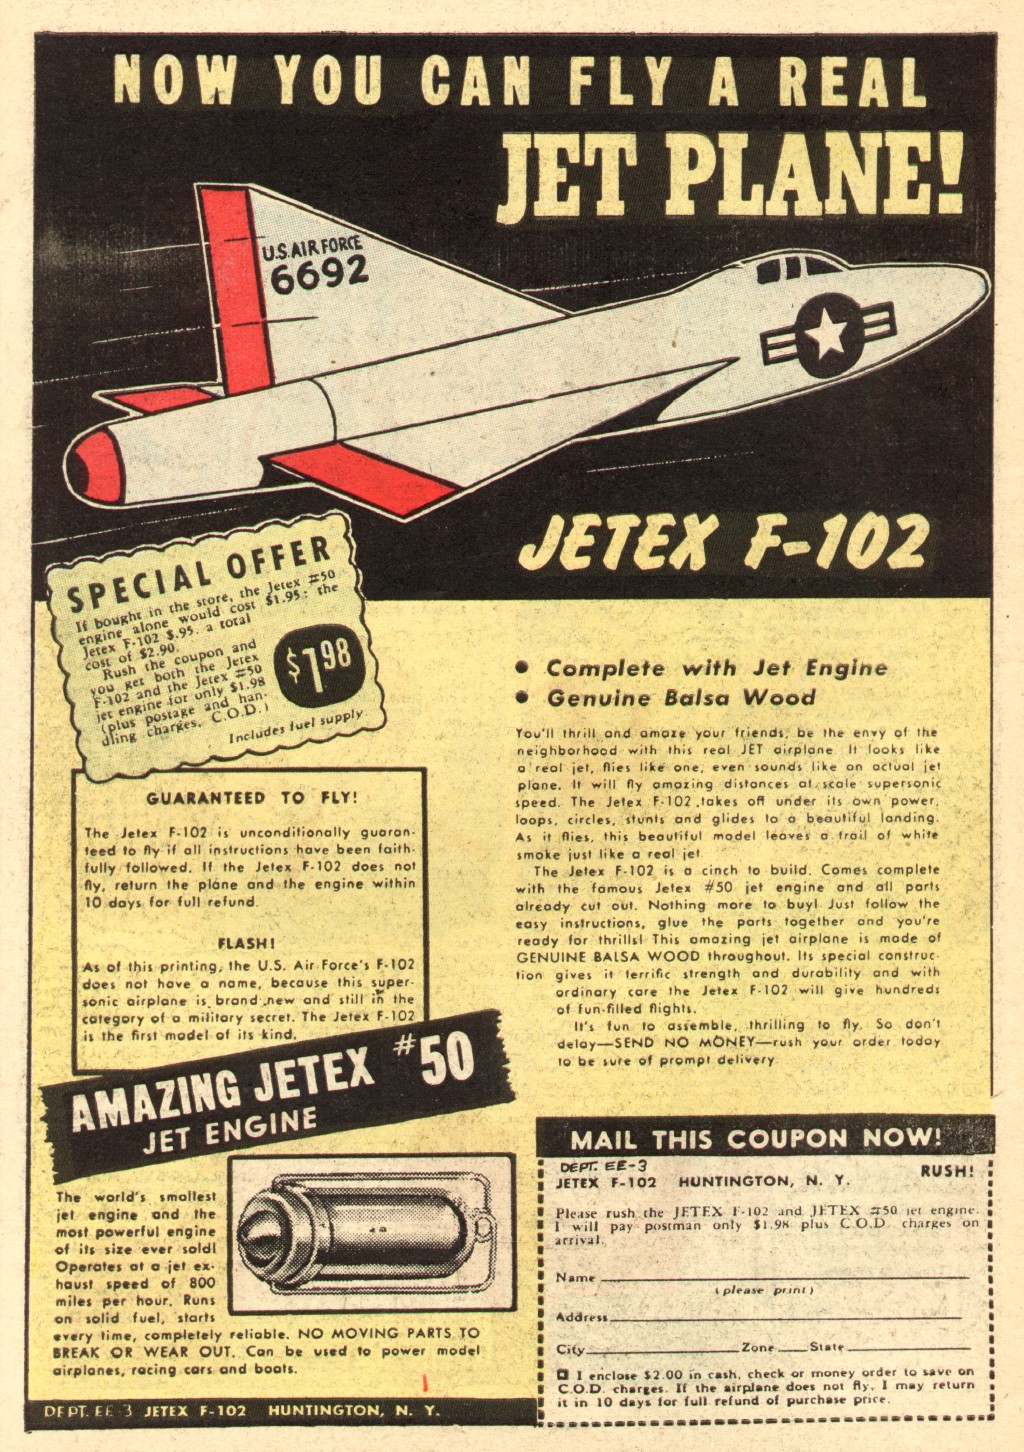 NOW YOU CAN FLY A REAL
JET PLANE!
U.S. AIR FORCE
6692
JETEX F-102
SPECIAL OFFER
If bought in the store, the Jetex #50
engine alone would cost $1.95: the
Jetex F-102 $.95. a total
cost of $2.90.
Rush the coupon and
you get both the Jetex
F-102 and the Jetex #50
jet engine for only $1.98
(plus postage and han-
dling charges, C.O.D.)
Includes fuel supply.
$1.98
GUARANTEED TO FLY!
The Jetex F-102 is unconditionally guaran-
teed to fly if all instructions have been faith-
fully followed. If the Jetex F-102 does not
fly, return the plane and the engine within
10 days for full refund.
FLASH!
As of this printing, the U.S. Air Force's F-102
does not have a name, because this super-
sonic airplane is brand new and still in the
category of a military secret. The Jetex F-102
is the first model of its kind.
● Complete with Jet Engine
● Genuine Balsa Wood
You'll thrill and amaze your friends, be the envy of the
neighborhood with this real JET airplane. It looks like
a real jet, flies like one, even sounds like an actual jet
plane. It will fly amazing distances at scale supersonic
speed. The Jetex F-102 takes off under its own power,
loops, circles, stunts and glides to a beautiful landing.
As it flies, this beautiful model leaves a trail of white
smoke just like a real jet.
The Jetex F-102 is a cinch to build. Comes complete
with the famous Jetex #50 jet engine and all parts
already cut out. Nothing more to buy! Just follow the
easy instructions, glue the parts together and you're
ready for thrills! This amazing jet airplane is made of
GENUINE BALSA WOOD throughout. Its special construc-
tion gives it terrific strength and durability and with
ordinary care the Jetex F-102 will give hundreds
of fun-filled flights.
It's fun to assemble, thrilling to fly. So don't
delay—SEND NO MONEY—rush your order today
to be sure of prompt delivery.
AMAZING JETEX #50
JET ENGINE
The world's smallest
jet engine and the
most powerful engine
of its size ever sold!
Operates at a jet ex-
haust speed of 800
miles per hour. Runs
on solid fuel, starts
every time, completely reliable. NO MOVING PARTS TO
BREAK OR WEAR OUT. Can be used to power model
airplanes, racing cars and boats.
DEPT. EE-3 JETEX F-102 HUNTINGTON, N. Y.
MAIL THIS COUPON NOW!
DEPT. EE-3
JETEX F-102 HUNTINGTON, N. Y.
RUSH!
Please rush the JETEX F-102 and JETEX #50 jet engine.
I will pay postman only $1.98 plus C.O.D. charges on
arrival.
Name
(please print)
Address
City Zone State
I enclose $2.00 in cash, check or money order to save on
C.O.D. charges. If the airplane does not fly, I may return
it in 10 days for full refund of purchase price.